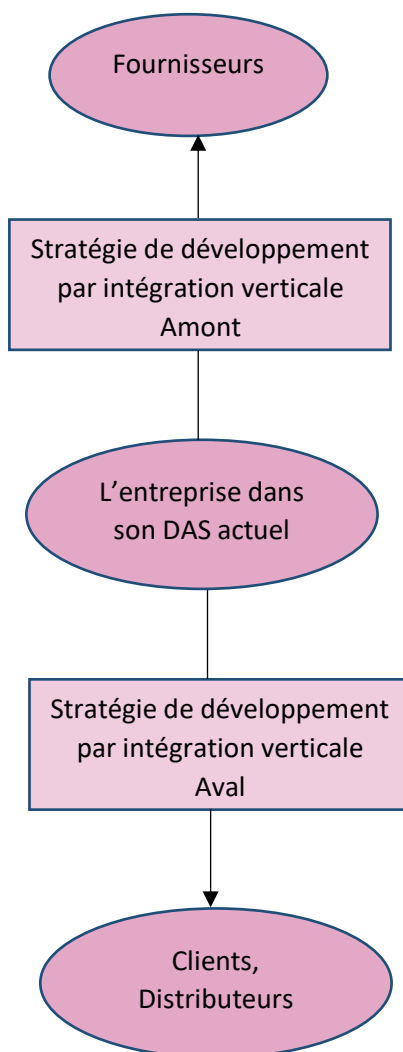 Fournisseurs
Stratégie de développement
par intégration verticale
Amont
L’entreprise dans
son DAS actuel
Stratégie de développement
par intégration verticale
Aval
Clients,
Distributeurs